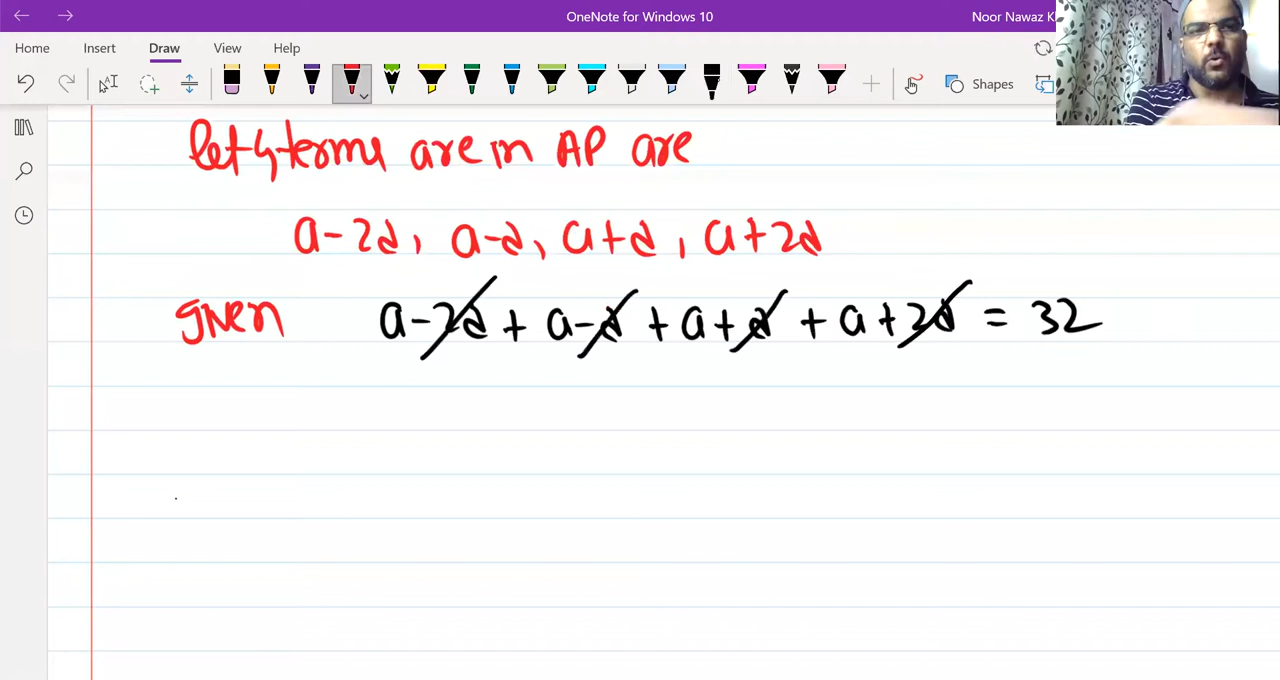 OneNote for Windows 10
Noor Nawaz K
Home Insert Draw View Help
Shapes
let 4 terms are in AP are
a-2d, a-d, a+d, a+2d
given a-2d + a-d + a+d + a+2d = 32